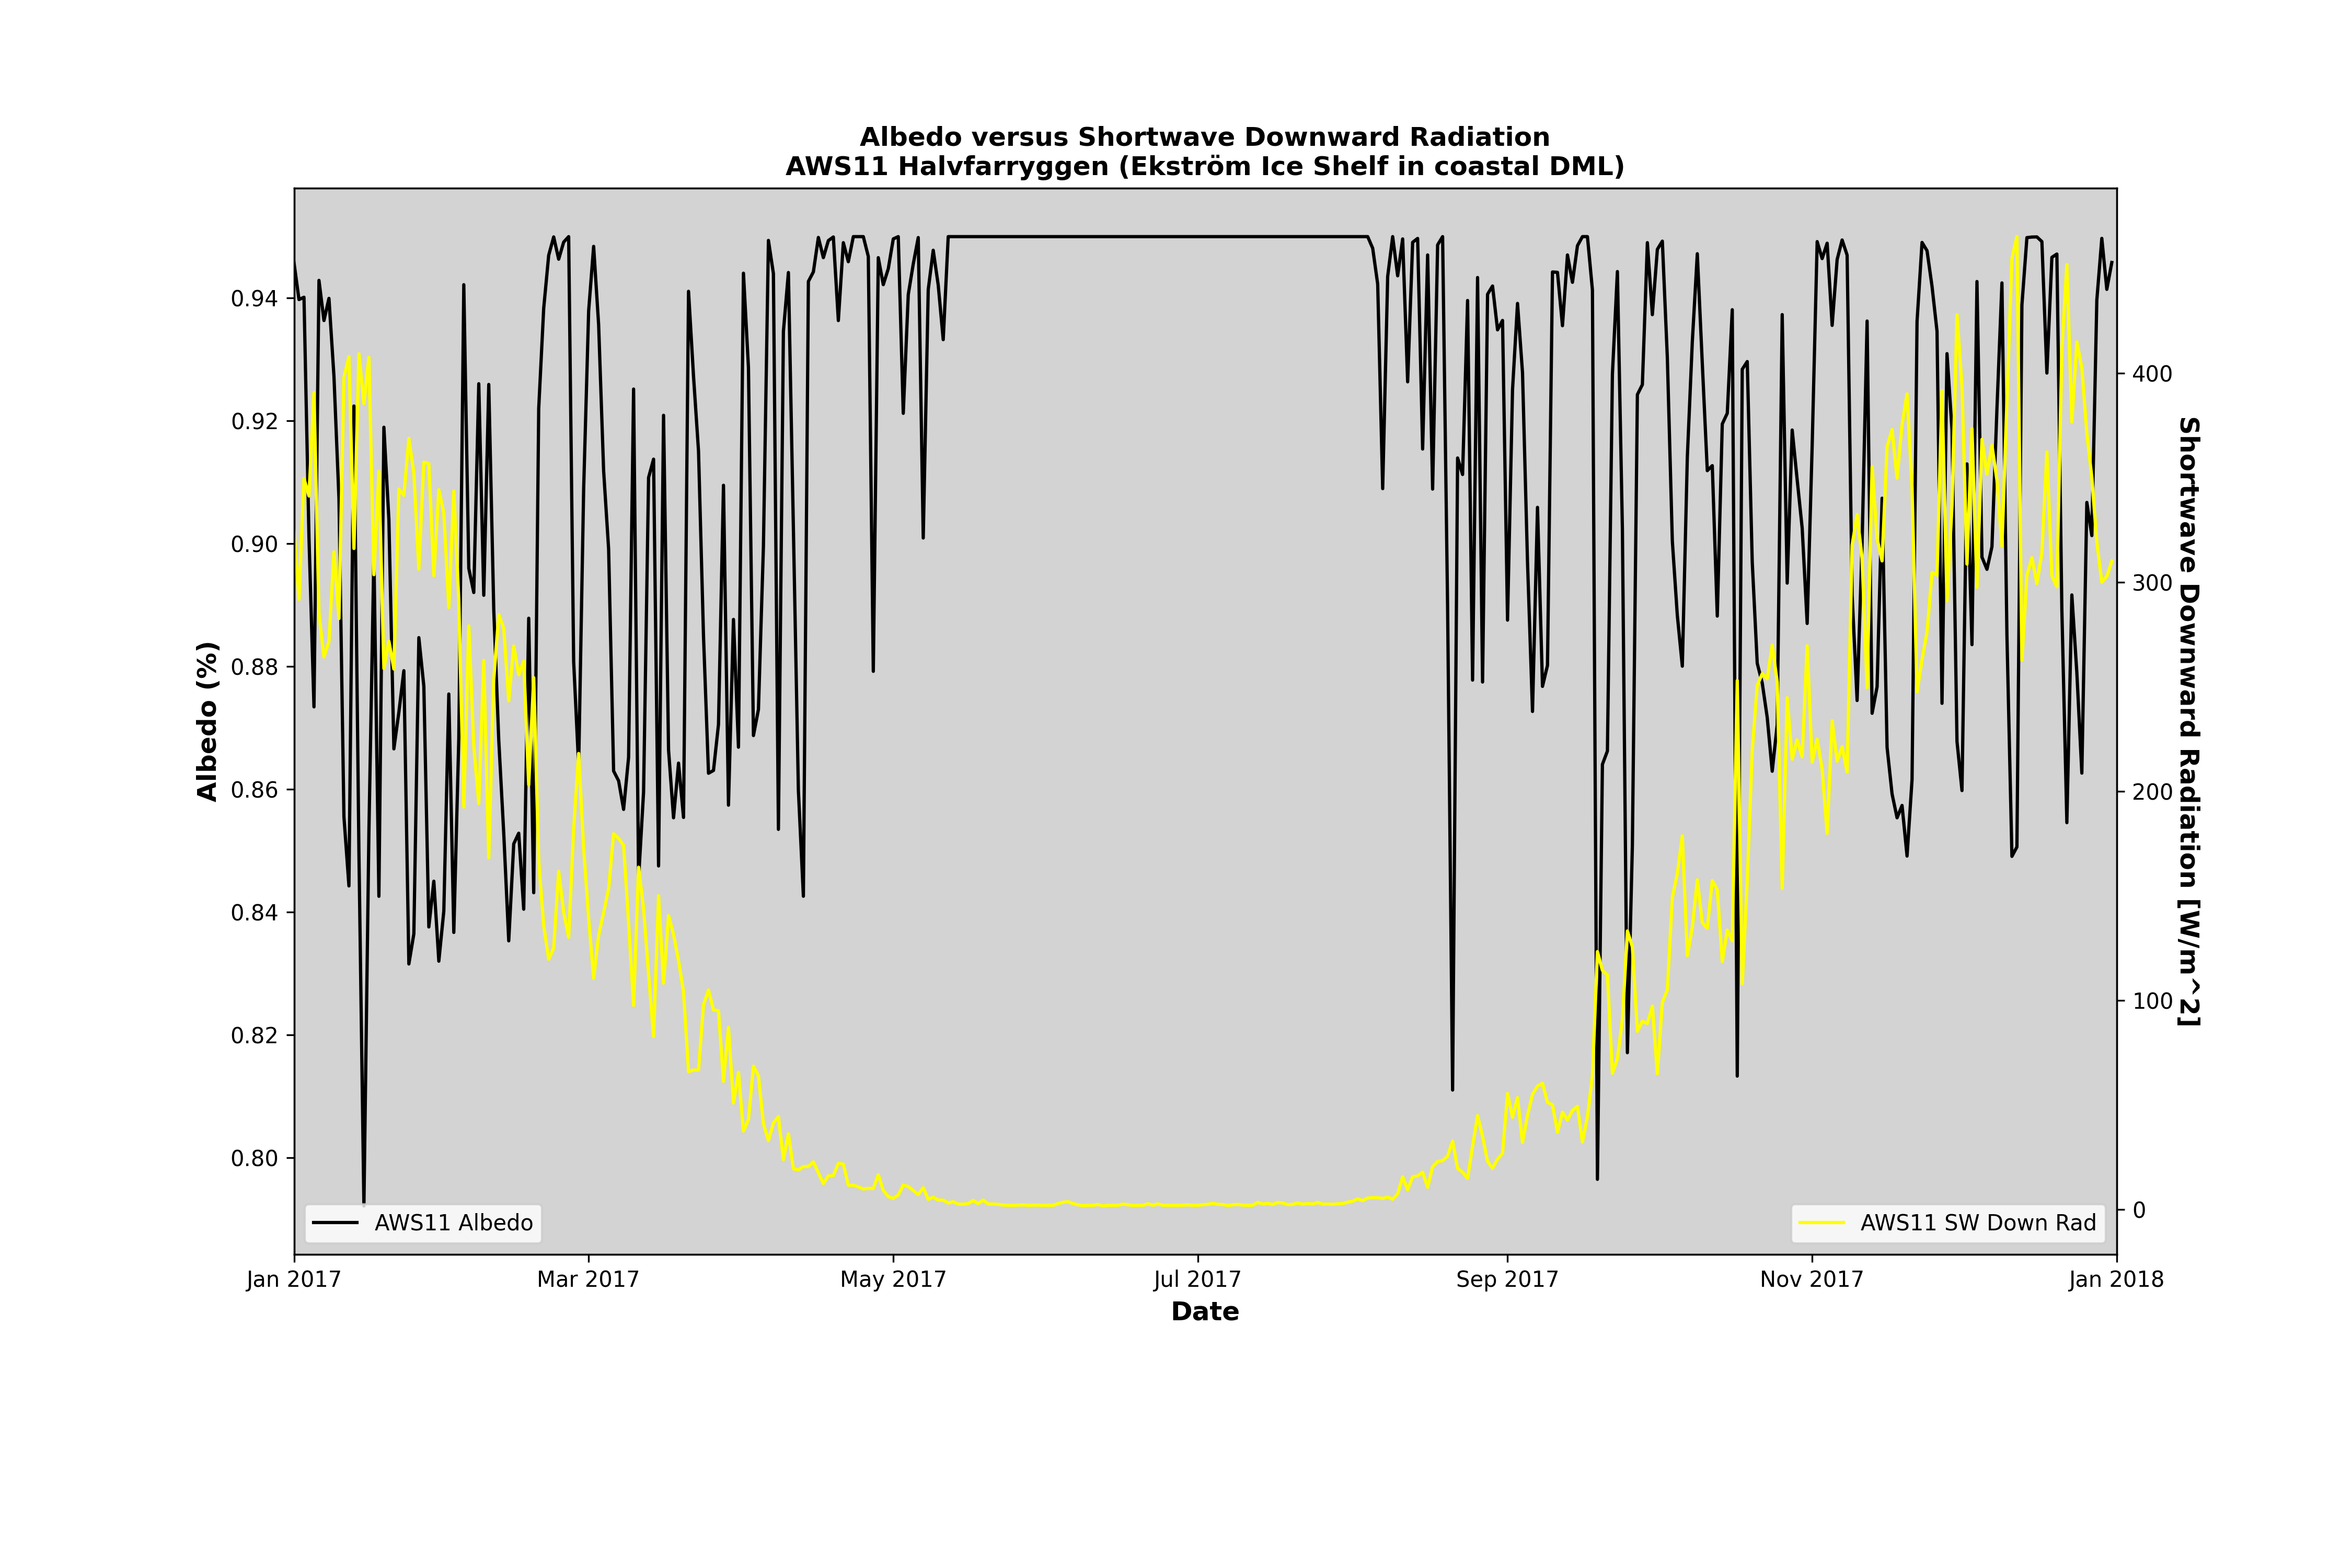 Albedo versus Shortwave Downward Radiation
AWS11 Halvfarryggen (Ekström Ice Shelf in coastal DML)
Albedo (%)
0.94
0.92
0.90
0.88
0.86
0.84
0.82
0.80
400
300
200
100
0
Shortwave Downward Radiation [W/m^2]
AWS11 Albedo
AWS11 SW Down Rad
Jan 2017
Mar 2017
May 2017
Jul 2017
Sep 2017
Nov 2017
Jan 2018
Date